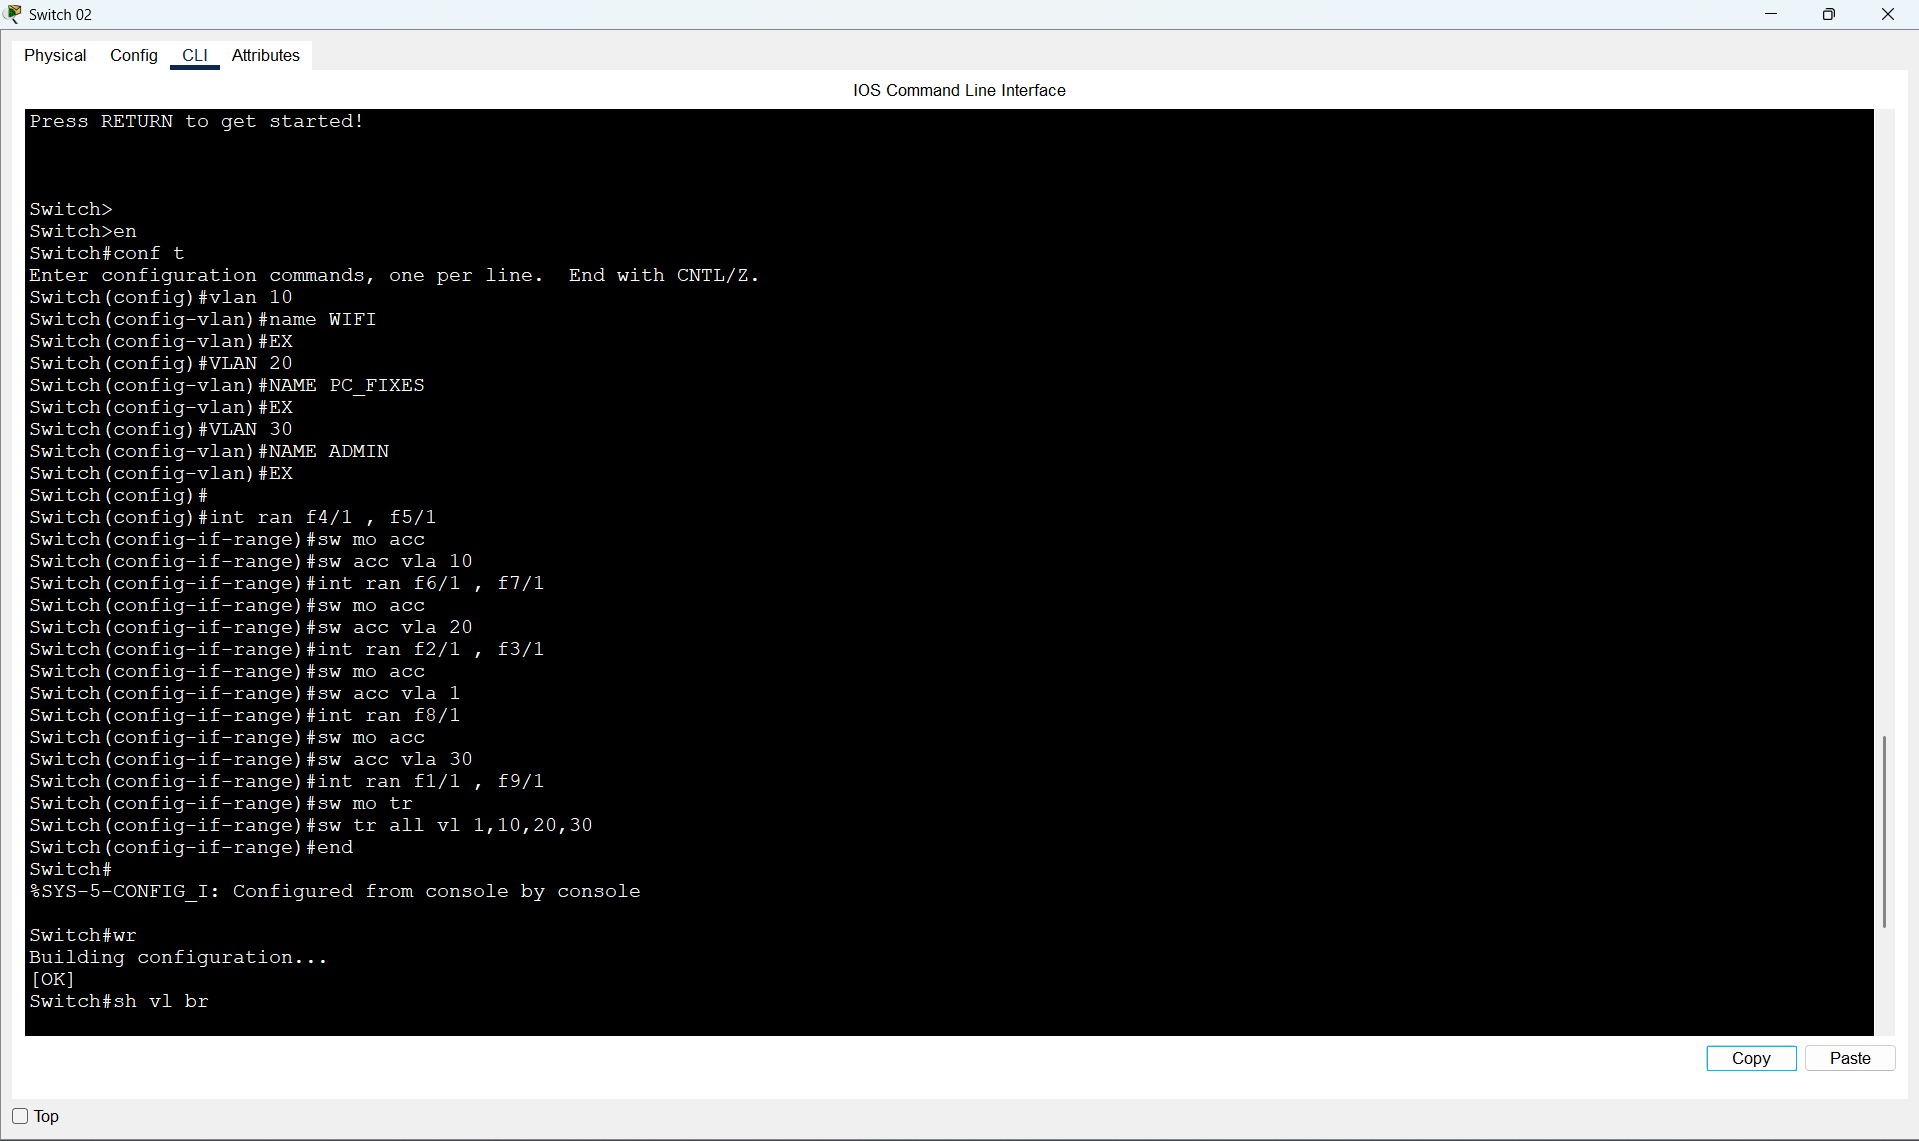 Switch 02
Physical Config CLI Attributes
IOS Command Line Interface
Press RETURN to get started!
Switch>
Switch>en
Switch#conf t
Enter configuration commands, one per line.  End with CNTL/Z.
Switch(config)#vlan 10
Switch(config-vlan)#name WIFI
Switch(config-vlan)#EX
Switch(config)#VLAN 20
Switch(config-vlan)#NAME PC_FIXES
Switch(config-vlan)#EX
Switch(config)#VLAN 30
Switch(config-vlan)#NAME ADMIN
Switch(config-vlan)#EX
Switch(config)#
Switch(config)#int ran f4/1 , f5/1
Switch(config-if-range)#sw mo acc
Switch(config-if-range)#sw acc vla 10
Switch(config-if-range)#int ran f6/1 , f7/1
Switch(config-if-range)#sw mo acc
Switch(config-if-range)#sw acc vla 20
Switch(config-if-range)#int ran f2/1 , f3/1
Switch(config-if-range)#sw mo acc
Switch(config-if-range)#sw acc vla 1
Switch(config-if-range)#int ran f8/1
Switch(config-if-range)#sw mo acc
Switch(config-if-range)#sw acc vla 30
Switch(config-if-range)#int ran f1/1 , f9/1
Switch(config-if-range)#sw mo tr
Switch(config-if-range)#sw tr all vl 1,10,20,30
Switch(config-if-range)#end
Switch#
%SYS-5-CONFIG_I: Configured from console by console
Switch#wr
Building configuration...
[OK]
Switch#sh vl br
Copy Paste
Top